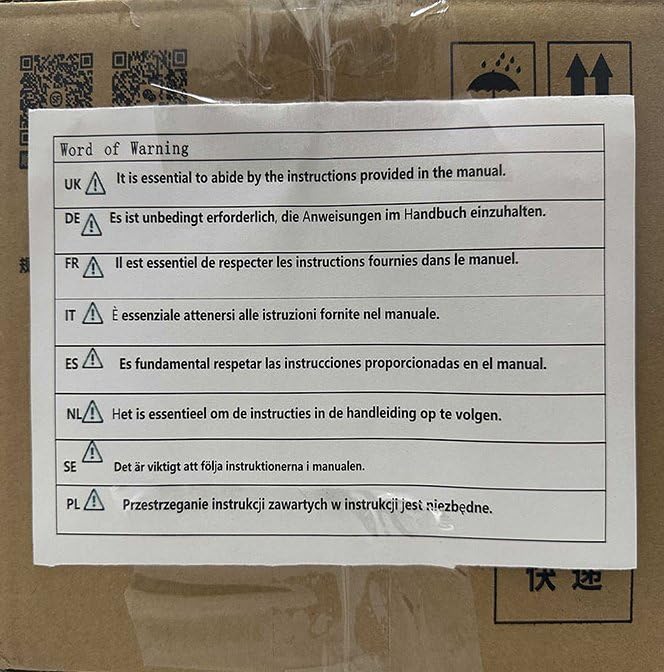 Word of Warning
UK It is essential to abide by the instructions provided in the manual.
DE Es ist unbedingt erforderlich, die Anweisungen im Handbuch einzuhalten.
FR Il est essentiel de respecter les instructions fournies dans le manuel.
IT È essenziale attenersi alle istruzioni fornite nel manuale.
ES Es fundamental respetar las instrucciones proporcionadas en el manual.
NL Het is essentieel om de instructies in de handleiding op te volgen.
SE Det är viktigt att följa instruktionerna i manualen.
PL Przestrzeganie instrukcji zawartych w instrukcji jest niezbędne.
快递